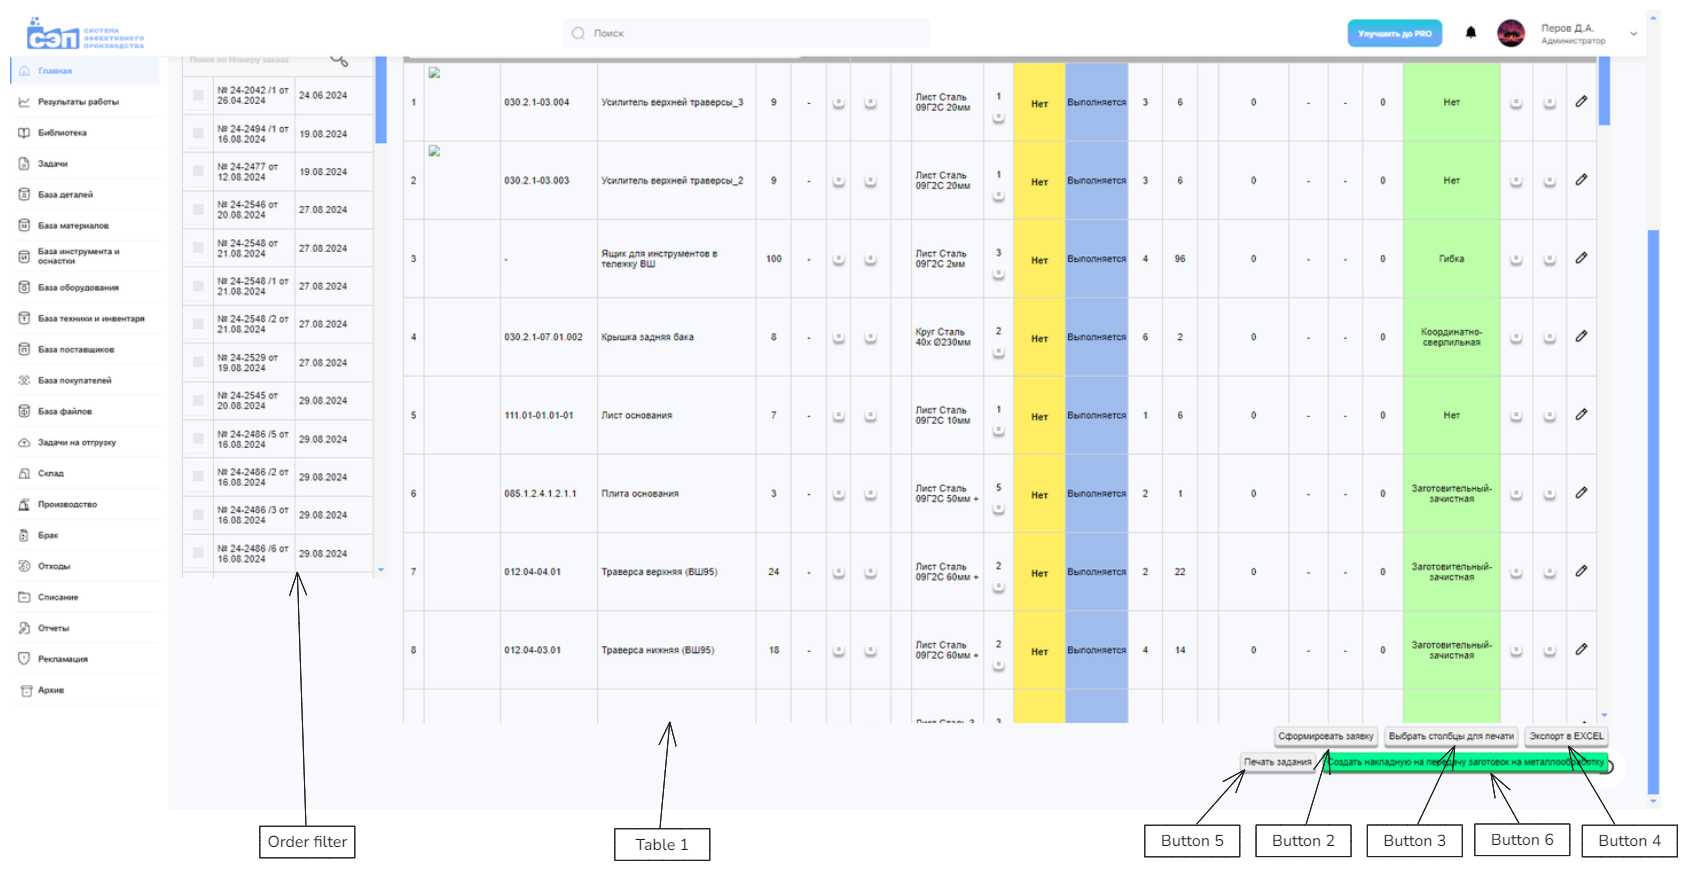 сэп СИСТЕМА
ЭФФЕКТИВНОГО
ПРОИЗВОДСТВА
Поиск
Улучшить до PRO
Перов Д.А.
Администратор
Главная
Результаты работы
Библиотека
Задачи
База деталей
База материалов
База инструмента и
оснастки
База оборудования
База техники и инвентаря
База поставщиков
База покупателей
База файлов
Задачи на отгрузку
Склад
Производство
Брак
Отходы
Списание
Отчеты
Рекламация
Архив
Поиск по Номеру заказа
№ 24-2042 /1 от
26.04.2024
24.06.2024
№ 24-2494 /1 от
16.08.2024
19.08.2024
№ 24-2477 от
12.08.2024
19.08.2024
№ 24-2546 от
20.08.2024
27.08.2024
№ 24-2548 от
21.08.2024
27.08.2024
№ 24-2548 /1 от
21.08.2024
27.08.2024
№ 24-2548 /2 от
21.08.2024
27.08.2024
№ 24-2529 от
19.08.2024
27.08.2024
№ 24-2545 от
20.08.2024
29.08.2024
№ 24-2486 /5 от
16.08.2024
29.08.2024
№ 24-2486 /2 от
16.08.2024
29.08.2024
№ 24-2486 /3 от
16.08.2024
29.08.2024
№ 24-2486 /6 от
16.08.2024
29.08.2024
1 030.2.1-03.004 Усилитель верхней траверсы_3 9 - Лист Сталь
09Г2С 20мм 1 Нет Выполняется 3 6 0 - - 0 Нет
2 030.2.1-03.003 Усилитель верхней траверсы_2 9 - Лист Сталь
09Г2С 20мм 1 Нет Выполняется 3 6 0 - - 0 Нет
3 - Ящик для инструментов в
тележку ВШ 100 - Лист Сталь
09Г2С 2мм 3 Нет Выполняется 4 96 0 - - 0 Гибка
4 030.2.1-07.01.002 Крышка задняя бака 8 - Круг Сталь
40х Ø230мм 2 Нет Выполняется 6 2 0 - - 0 Координатно-
сверлильная
5 111.01-01.01-01 Лист основания 7 - Лист Сталь
09Г2С 10мм 1 Нет Выполняется 1 6 0 - - 0 Нет
6 085.1.2.4.1.2.1.1 Плита основания 3 - Лист Сталь
09Г2С 50мм + 5 Нет Выполняется 2 1 0 - - 0 Заготовительный-
зачистная
7 012.04-04.01 Траверса верхняя (ВШ95) 24 - Лист Сталь
09Г2С 60мм + 2 Нет Выполняется 2 22 0 - - 0 Заготовительный-
зачистная
8 012.04-03.01 Траверса нижняя (ВШ95) 18 - Лист Сталь
09Г2С 60мм + 2 Нет Выполняется 4 14 0 - - 0 Заготовительный-
зачистная
Лист Сталь 3 3
Сформировать заявку
Выбрать столбцы для печати
Экспорт в EXCEL
Печать задания
Создать накладную на передачу заготовок на металлообработку
Order filter
Table 1
Button 5
Button 2
Button 3
Button 6
Button 4